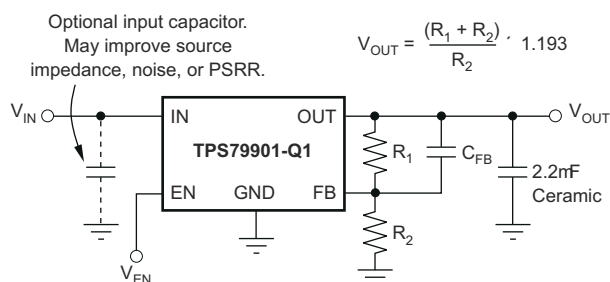 Optional input capacitor.
May improve source
impedance, noise, or PSRR.
V_OUT = (R_1 + R_2) / R_2 · 1.193
V_IN
IN
OUT
V_OUT
TPS79901-Q1
R_1
C_FB
2.2mF
Ceramic
EN
GND
FB
R_2
V_EN